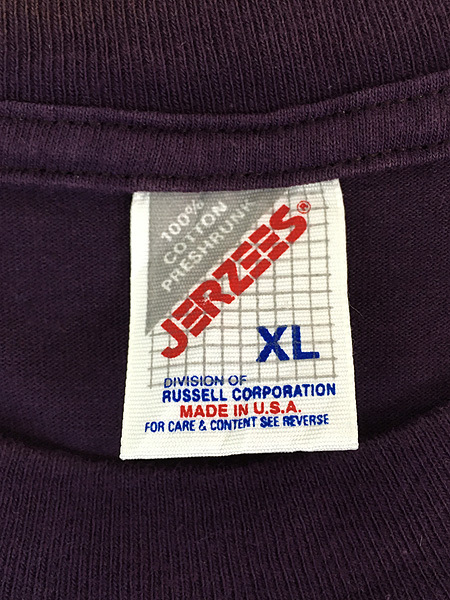 100%
COTTON
PRESHRUNK
JERZEES®
XL
DIVISION OF
RUSSELL CORPORATION
MADE IN U.S.A.
FOR CARE & CONTENT SEE REVERSE